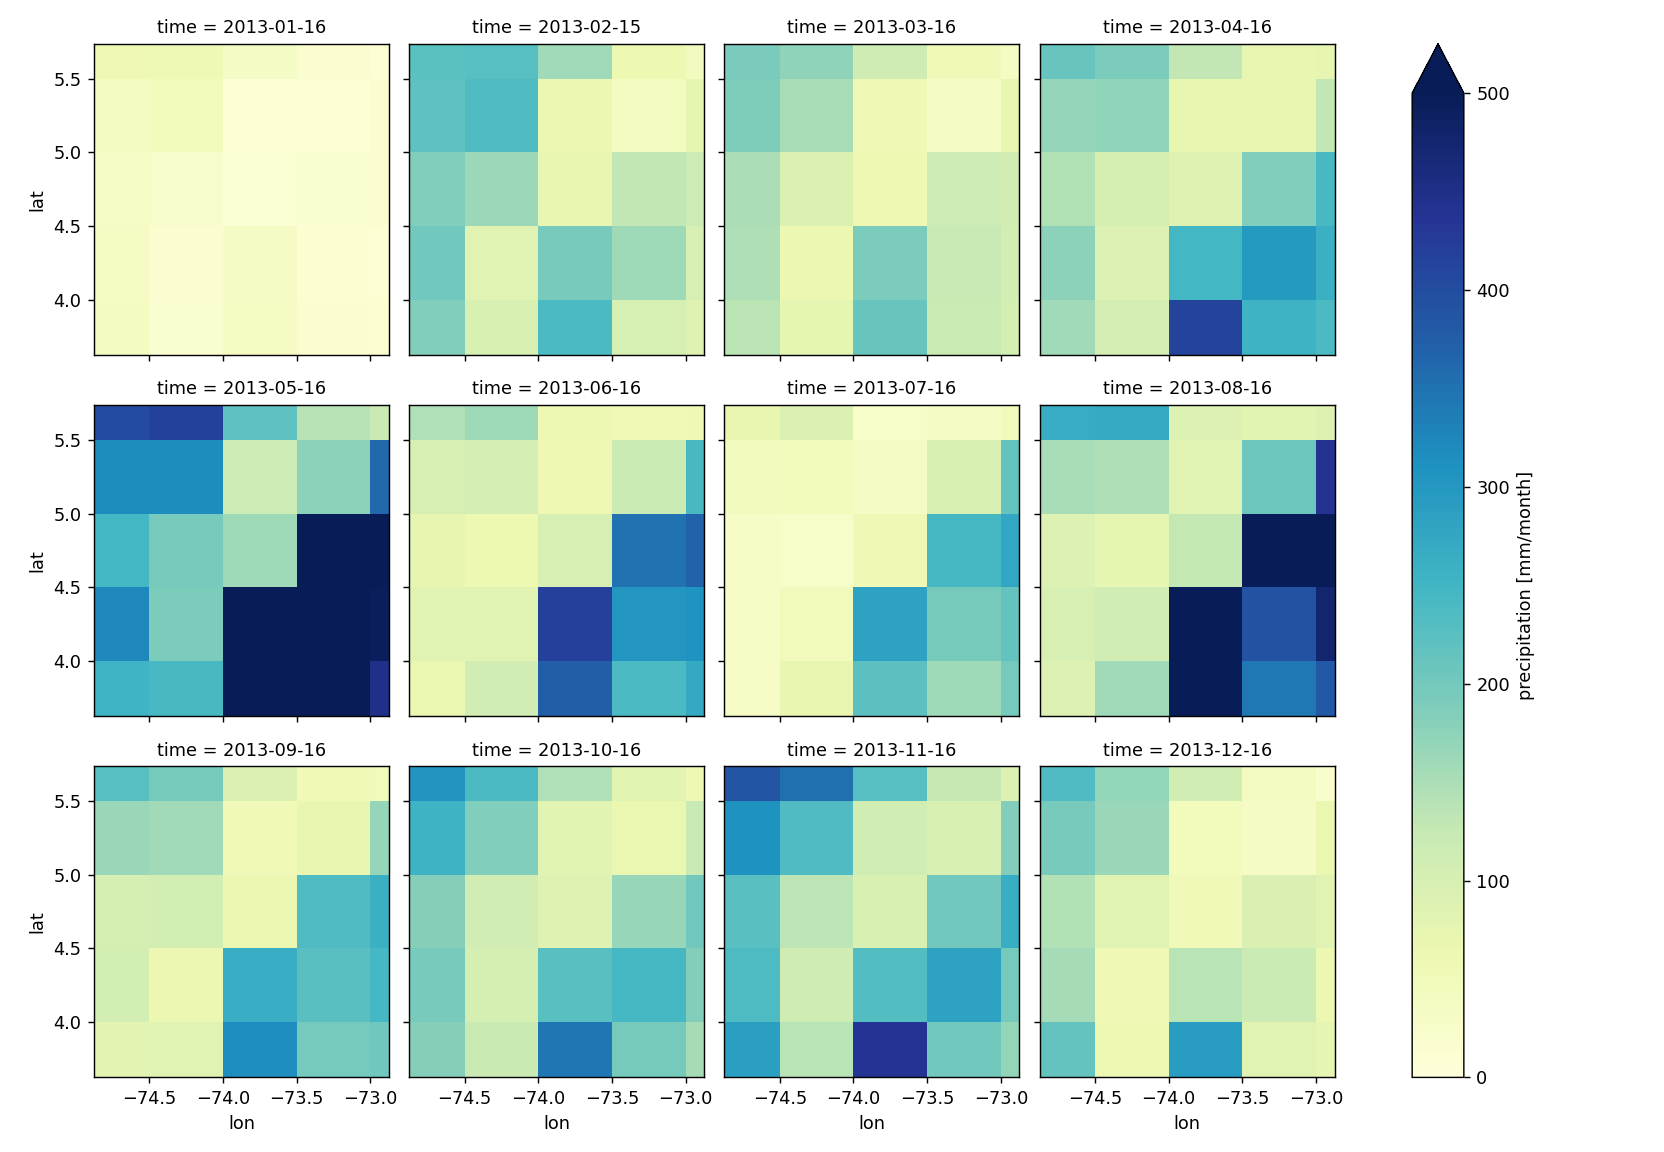 time = 2013-01-16 time = 2013-02-15 time = 2013-03-16 time = 2013-04-16
5.5
5.0
4.5
4.0
lat
time = 2013-05-16 time = 2013-06-16 time = 2013-07-16 time = 2013-08-16
5.5
5.0
4.5
4.0
lat
time = 2013-09-16 time = 2013-10-16 time = 2013-11-16 time = 2013-12-16
5.5
5.0
4.5
4.0
lat
−74.5 −74.0 −73.5 −73.0 −74.5 −74.0 −73.5 −73.0 −74.5 −74.0 −73.5 −73.0 −74.5 −74.0 −73.5 −73.0
lon lon lon lon
500
400
300
200
100
0
precipitation [mm/month]